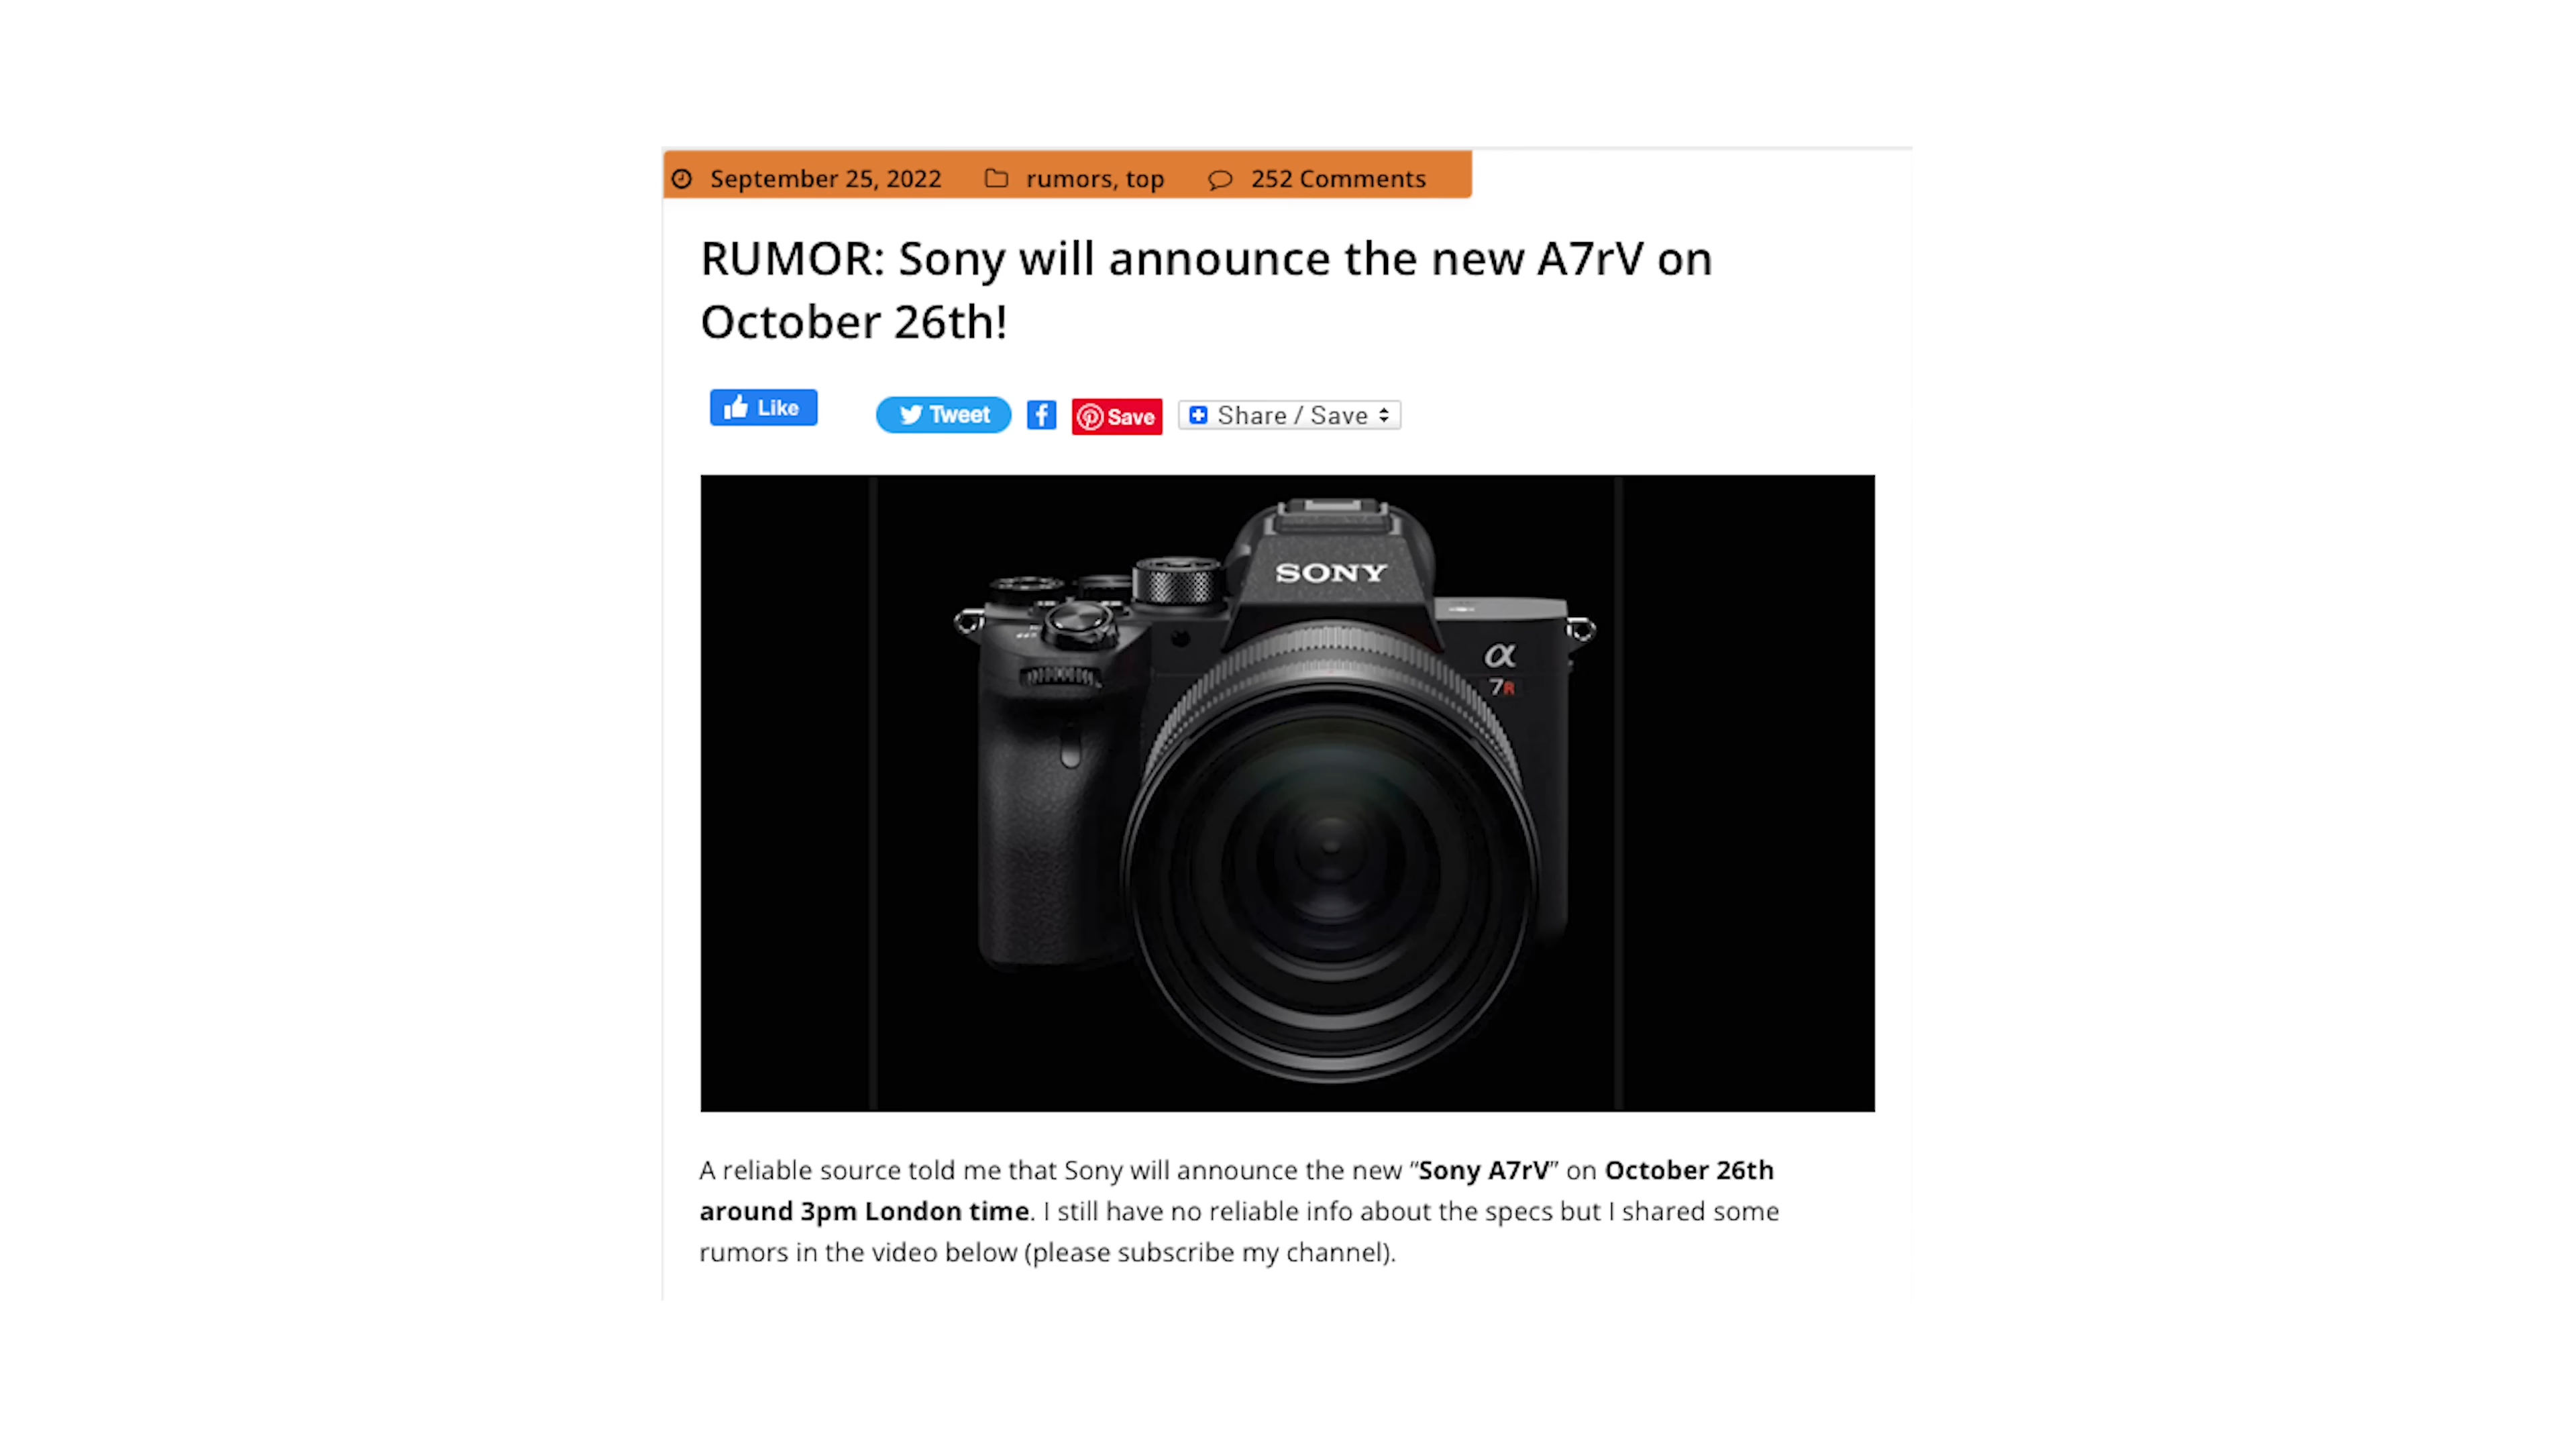 September 25, 2022 rumors, top 252 Comments
RUMOR: Sony will announce the new A7rV on
October 26th!
Like Tweet Save Share / Save
SONY
α
7R
A reliable source told me that Sony will announce the new “Sony A7rV” on October 26th
around 3pm London time. I still have no reliable info about the specs but I shared some
rumors in the video below (please subscribe my channel).